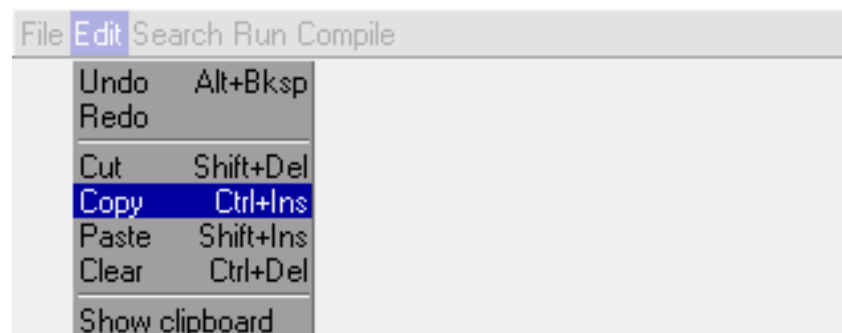 File Edit Search Run Compile
Undo Alt+Bksp
Redo
Cut Shift+Del
Copy Ctrl+Ins
Paste Shift+Ins
Clear Ctrl+Del
Show clipboard